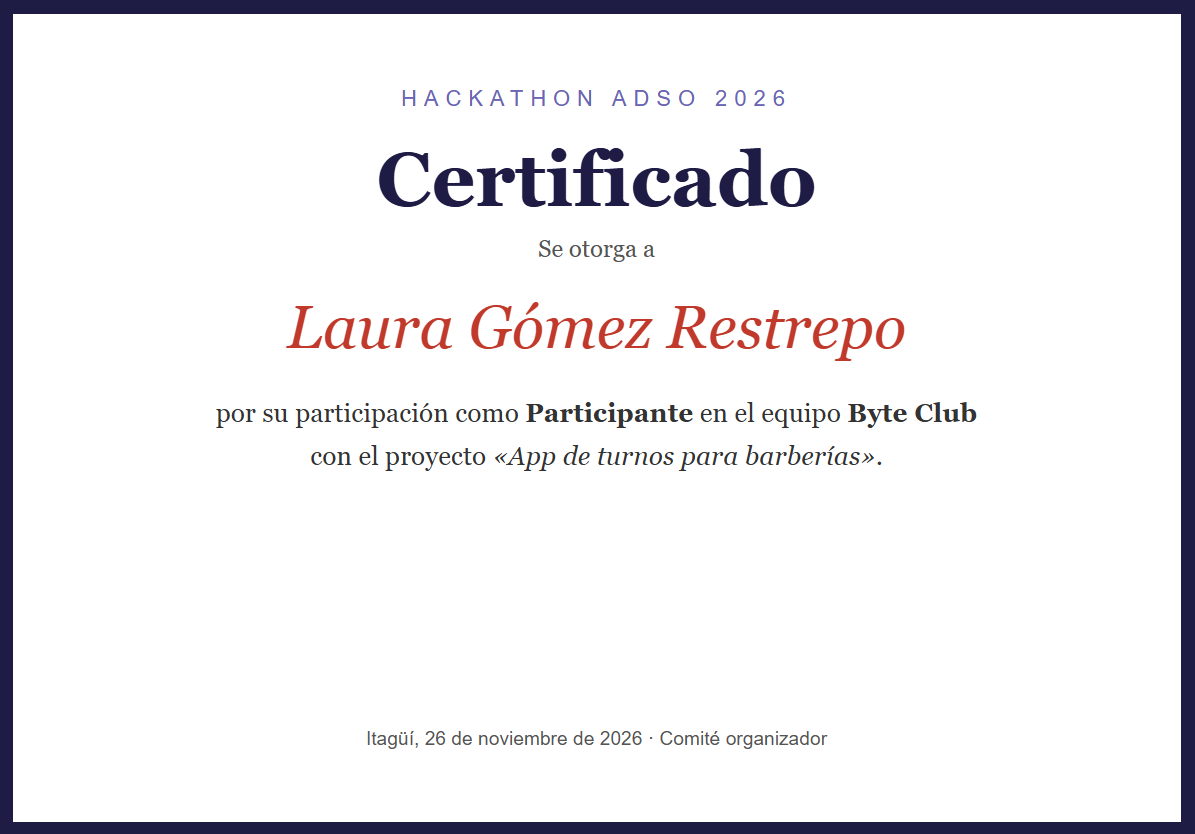 HACKATHON ADSO 2026
Certificado
Se otorga a
Laura Gómez Restrepo
por su participación como Participante en el equipo Byte Club
con el proyecto «App de turnos para barberías».
Itagüí, 26 de noviembre de 2026 · Comité organizador